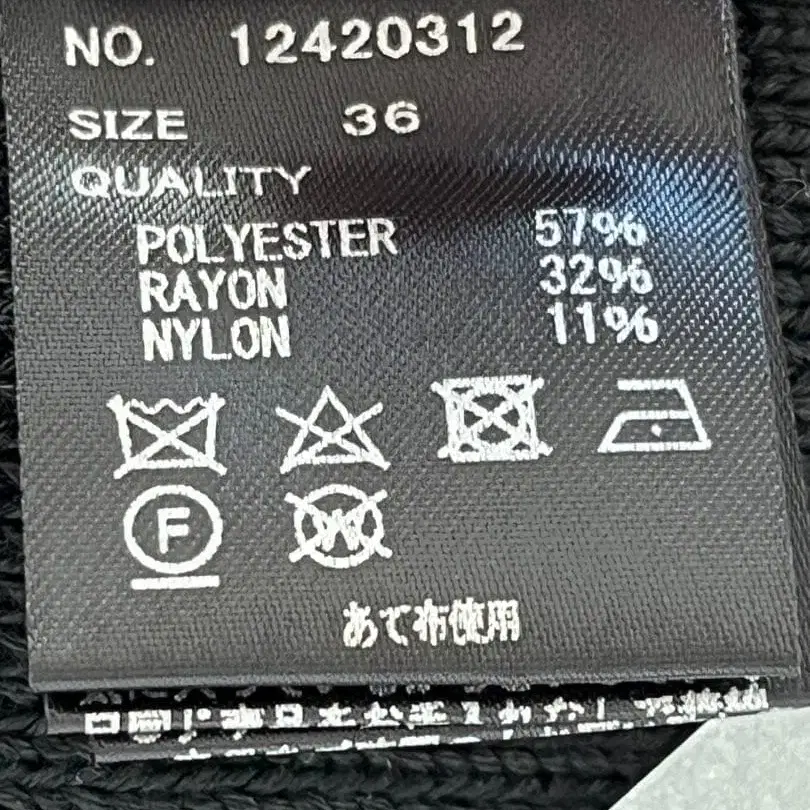 NO. 12420312
SIZE 36
QUALITY
POLYESTER 57%
RAYON 32%
NYLON 11%
F
W
あて布使用